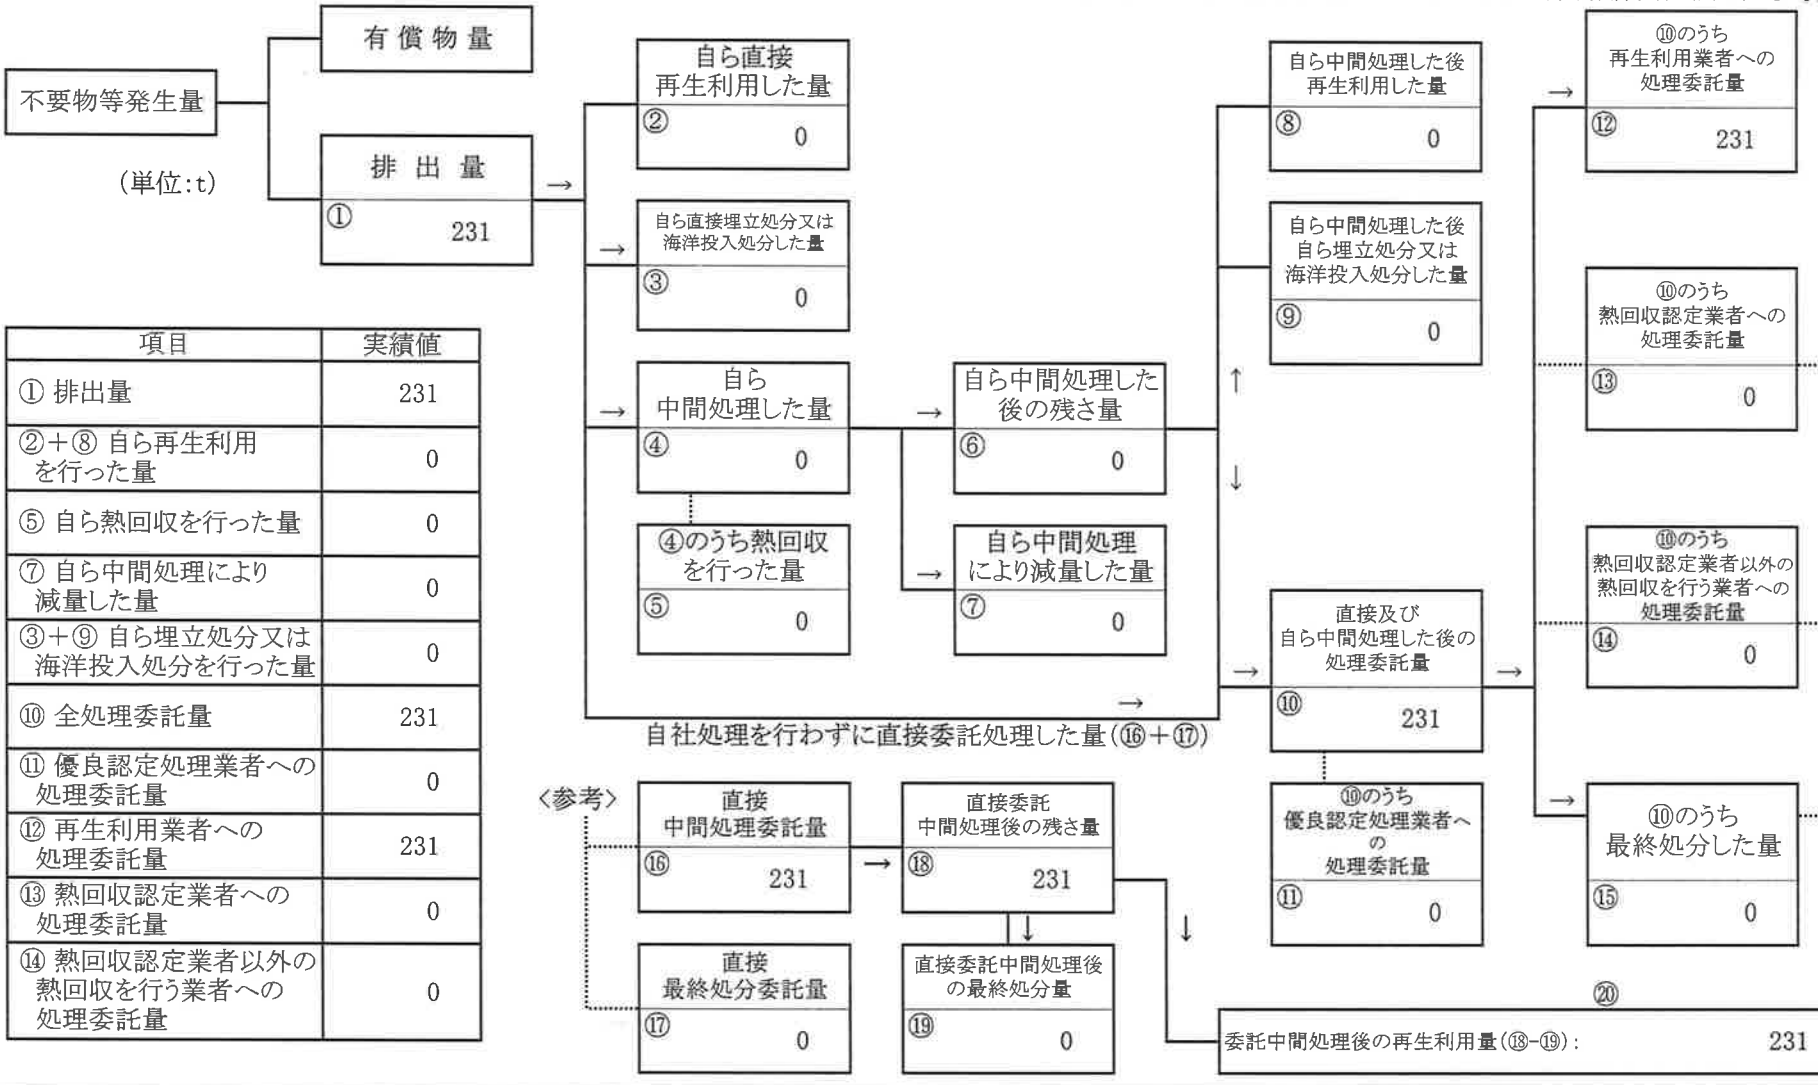 有償物量
不要物等発生量
(単位:t)
排出量
①
231
自ら直接
再生利用した量
②
0
自ら直接埋立処分又は
海洋投入処分した量
③
0
自ら
中間処理した量
④
0
④のうち熱回収
を行った量
⑤
0
自ら中間処理した
後の残さ量
⑥
0
自ら中間処理
により減量した量
⑦
0
自ら中間処理した後
再生利用した量
⑧
0
自ら中間処理した後
自ら埋立処分又は
海洋投入処分した量
⑨
0
直接及び
自ら中間処理した後の
処理委託量
⑩
231
⑩のうち
優良認定処理業者へ
の
処理委託量
⑪
0
⑩のうち
再生利用業者への
処理委託量
⑫
231
⑩のうち
熱回収認定業者への
処理委託量
⑬
0
⑩のうち
熱回収認定業者以外の
熱回収を行う業者への
処理委託量
⑭
0
⑩のうち
最終処分した量
⑮
0
自社処理を行わずに直接委託処理した量(⑯+⑰)
〈参考〉
直接
中間処理委託量
⑯
231
直接
最終処分委託量
⑰
0
直接委託
中間処理後の残さ量
⑱
231
直接委託中間処理後
の最終処分量
⑲
0
⑳
委託中間処理後の再生利用量(⑱-⑲): 231
項目 実績値
① 排出量 231
②+⑧ 自ら再生利用
を行った量 0
⑤ 自ら熱回収を行った量 0
⑦ 自ら中間処理により
減量した量 0
③+⑨ 自ら埋立処分又は
海洋投入処分を行った量 0
⑩ 全処理委託量 231
⑪ 優良認定処理業者への
処理委託量 0
⑫ 再生利用業者への
処理委託量 231
⑬ 熱回収認定業者への
処理委託量 0
⑭ 熱回収認定業者以外の
熱回収を行う業者への
処理委託量 0